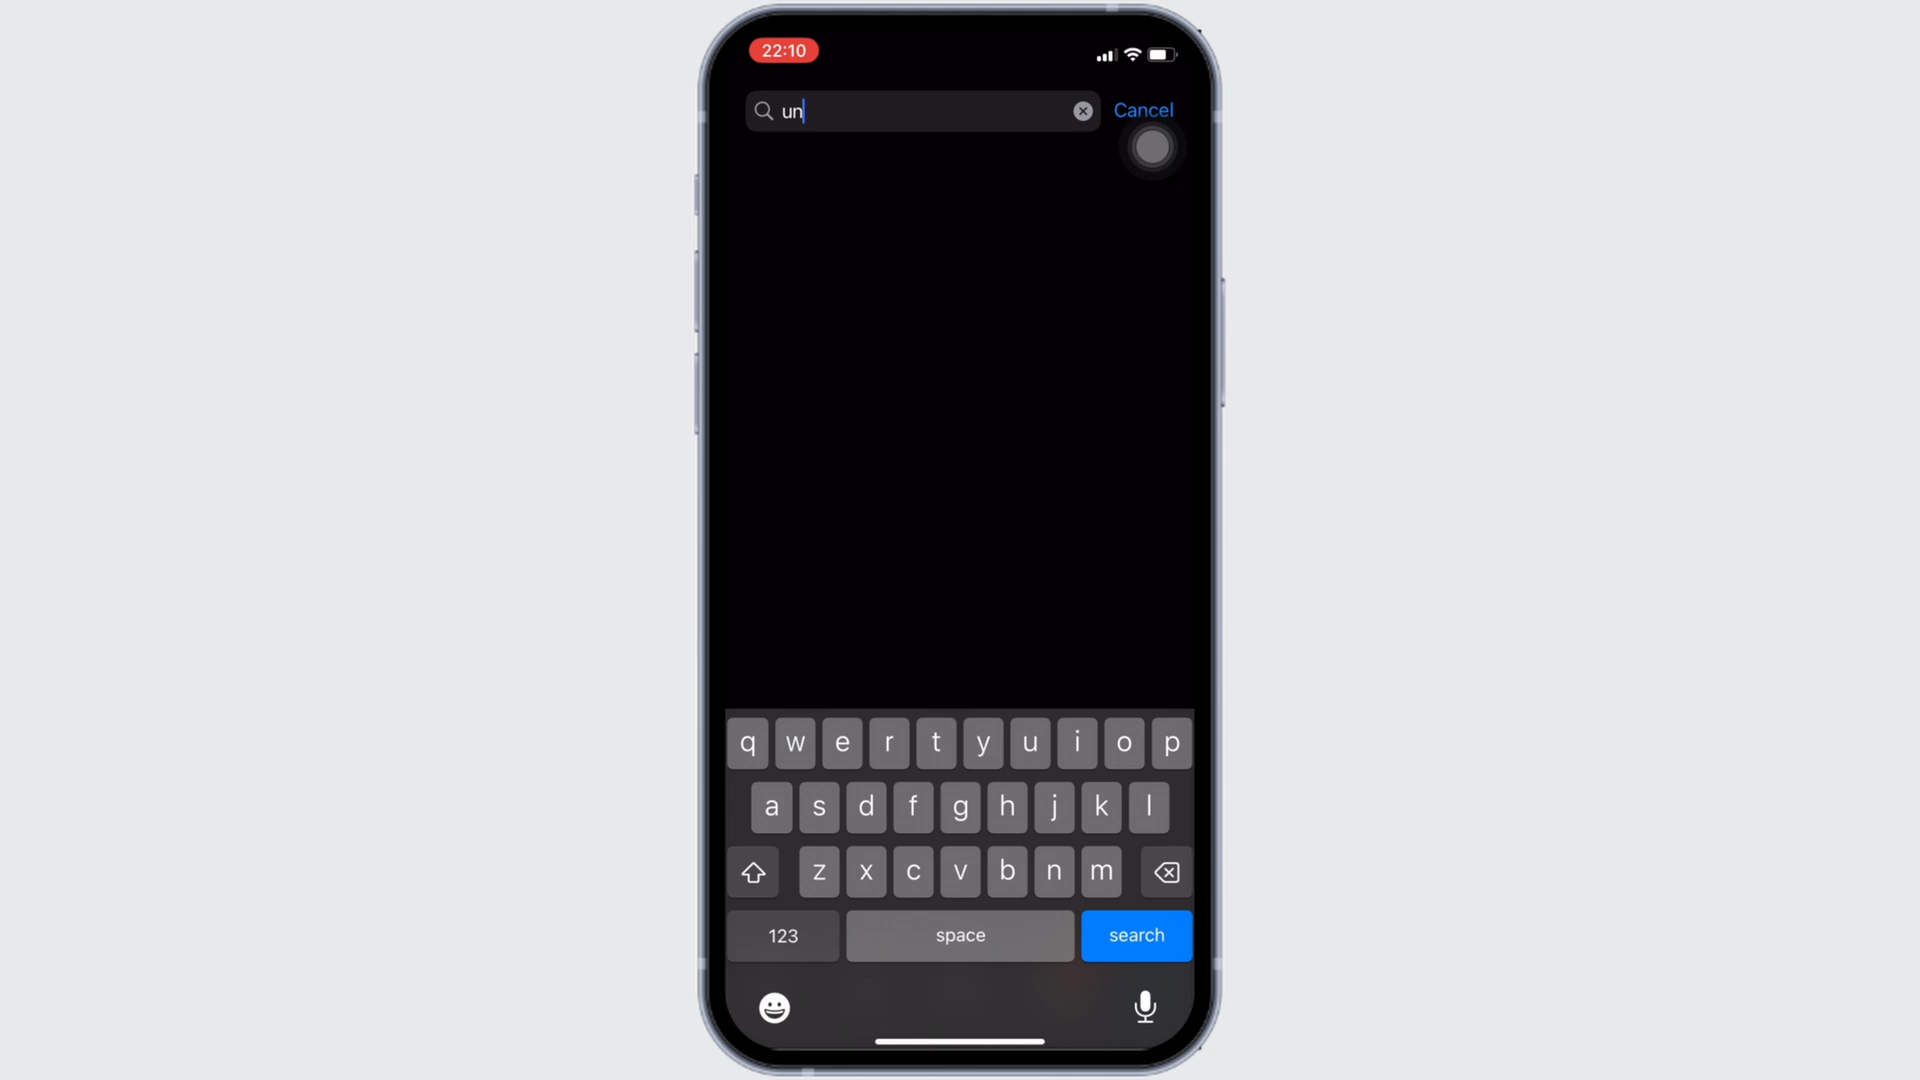 22:10
un
Cancel
q w e r t y u i o p
a s d f g h j k l
z x c v b n m
123 space search